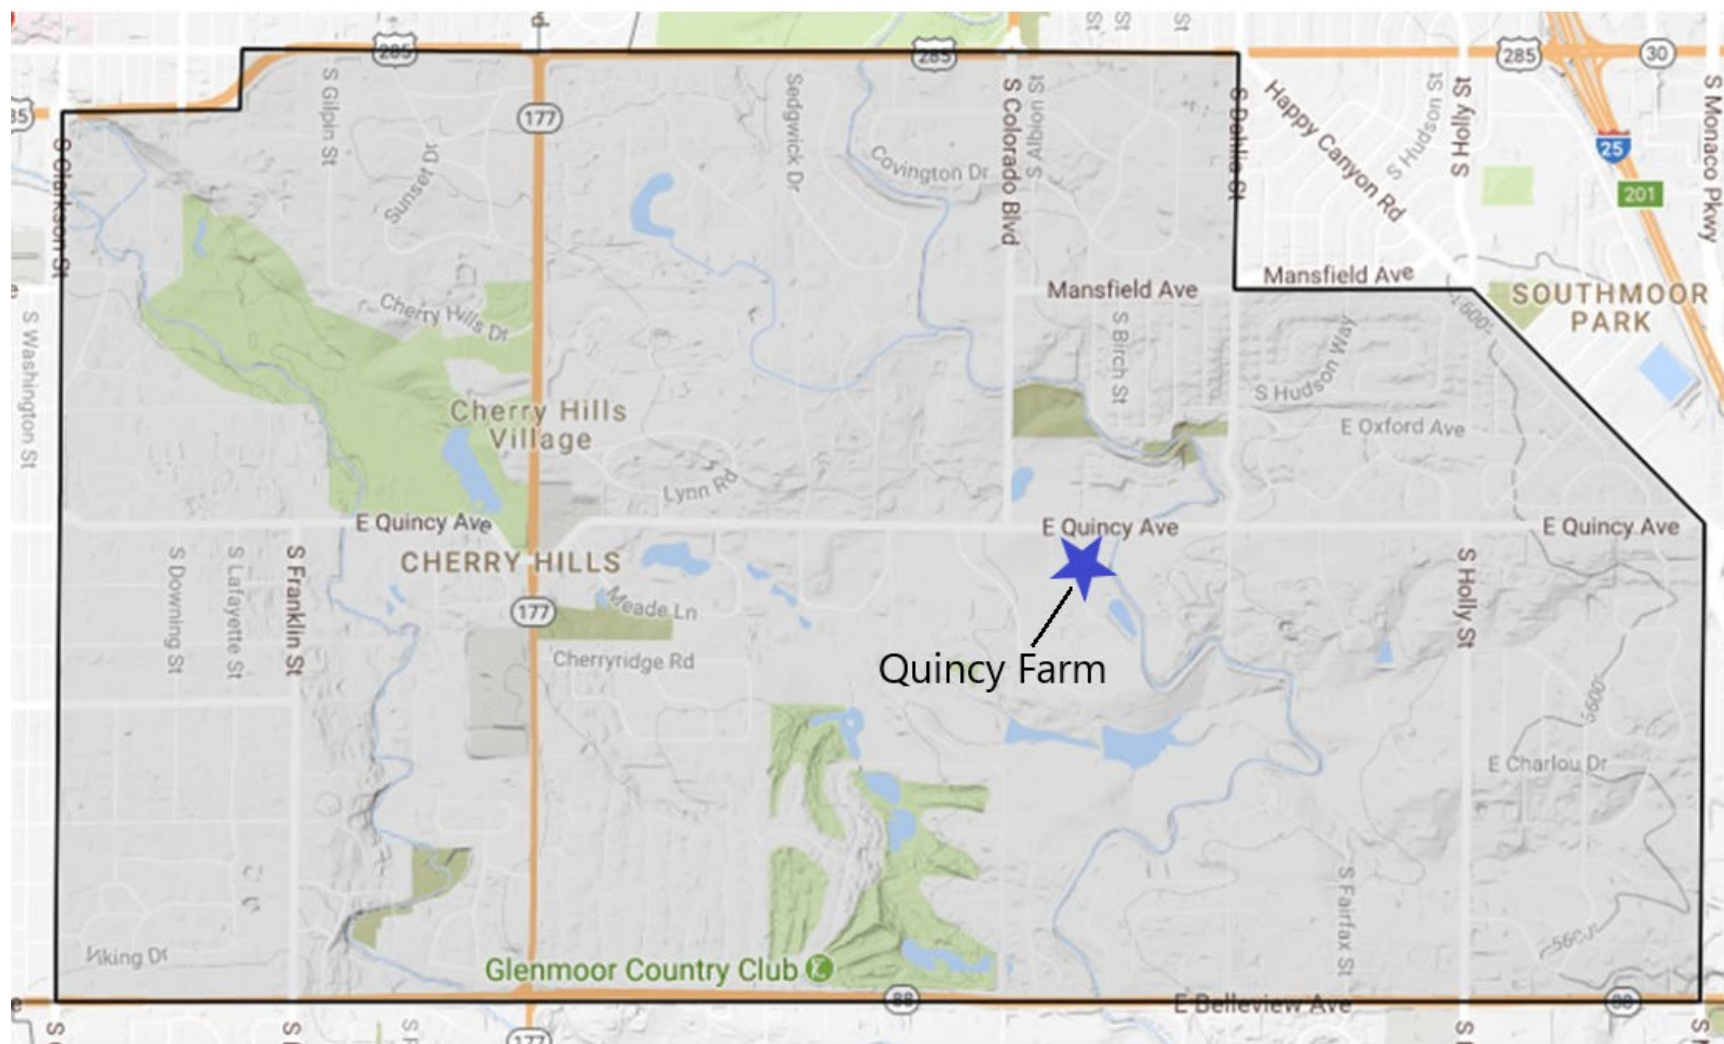 285
285
285
30
177
85
25
201
S Gilpin St
Sunset Dr
Sedgwick Dr
Covington Dr
S Colorado Blvd
S Albion St
S Dahlia St
Happy Canyon Rd
S Hudson St
S Holly St
S Monaco Pkwy
S Clarkson St
S Washington St
Cherry Hills Dr
Mansfield Ave
Mansfield Ave
SOUTHMOOR
PARK
5600'
S Birch St
S Hudson Way
E Oxford Ave
Cherry Hills
Village
Lynn Rd
E Quincy Ave
E Quincy Ave
E Quincy Ave
CHERRY HILLS
S Downing St
S Lafayette St
S Franklin St
177
Meade Ln
Cherryridge Rd
Quincy Farm
S Holly St
5600'
E Charlou Dr
S Fairfax St
5600'
Viking Dr
Glenmoor Country Club
88
E Belleview Ave
88
177